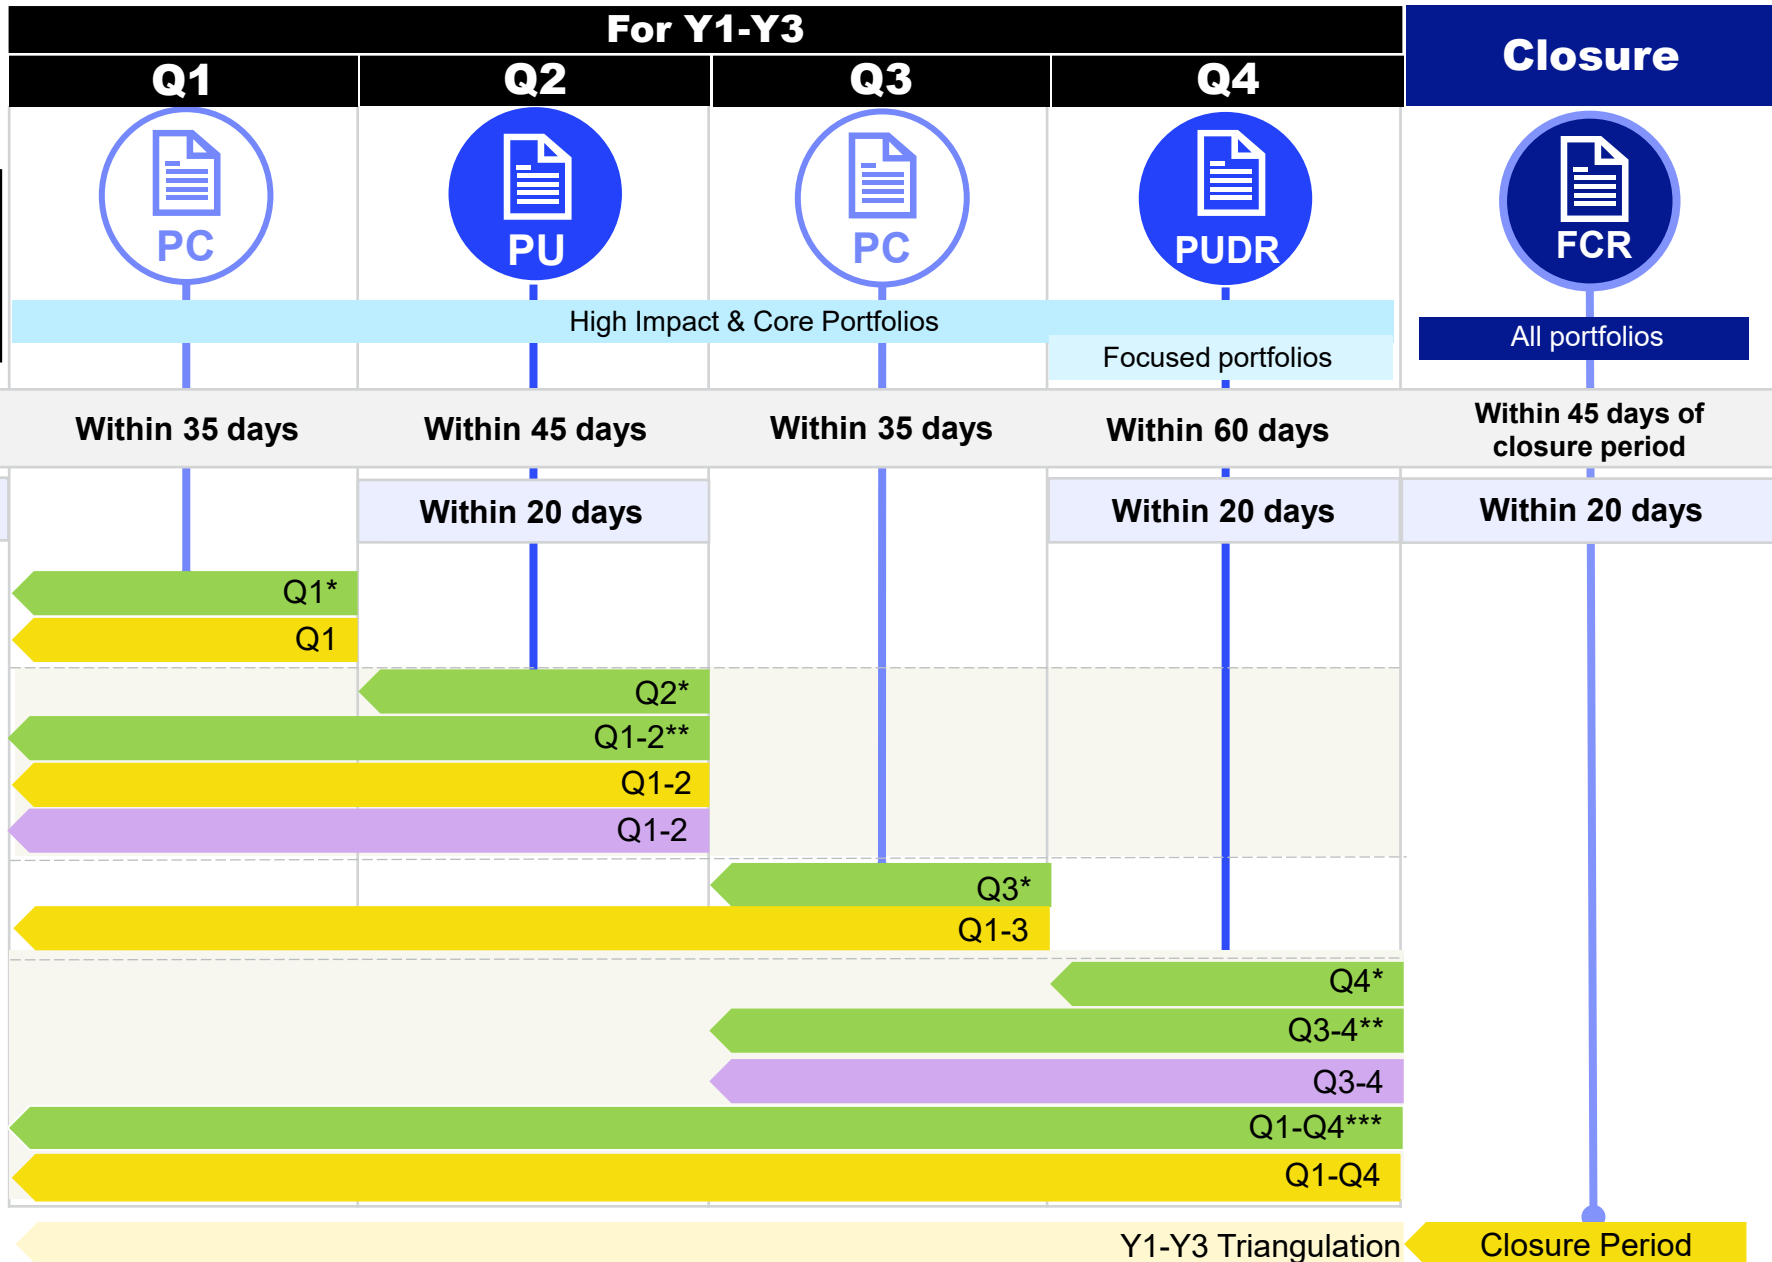 For Y1-Y3
Closure
Q1
Q2
Q3
Q4
PC
PU
PC
PUDR
FCR
High Impact & Core Portfolios
All portfolios
Focused portfolios
Within 35 days
Within 45 days
Within 35 days
Within 60 days
Within 45 days of
closure period
Within 20 days
Within 20 days
Within 20 days
Q1*
Q1
Q2*
Q1-2**
Q1-2
Q1-2
Q3*
Q1-3
Q4*
Q3-4**
Q3-4
Q1-Q4***
Q1-Q4
Y1-Y3 Triangulation
Closure Period